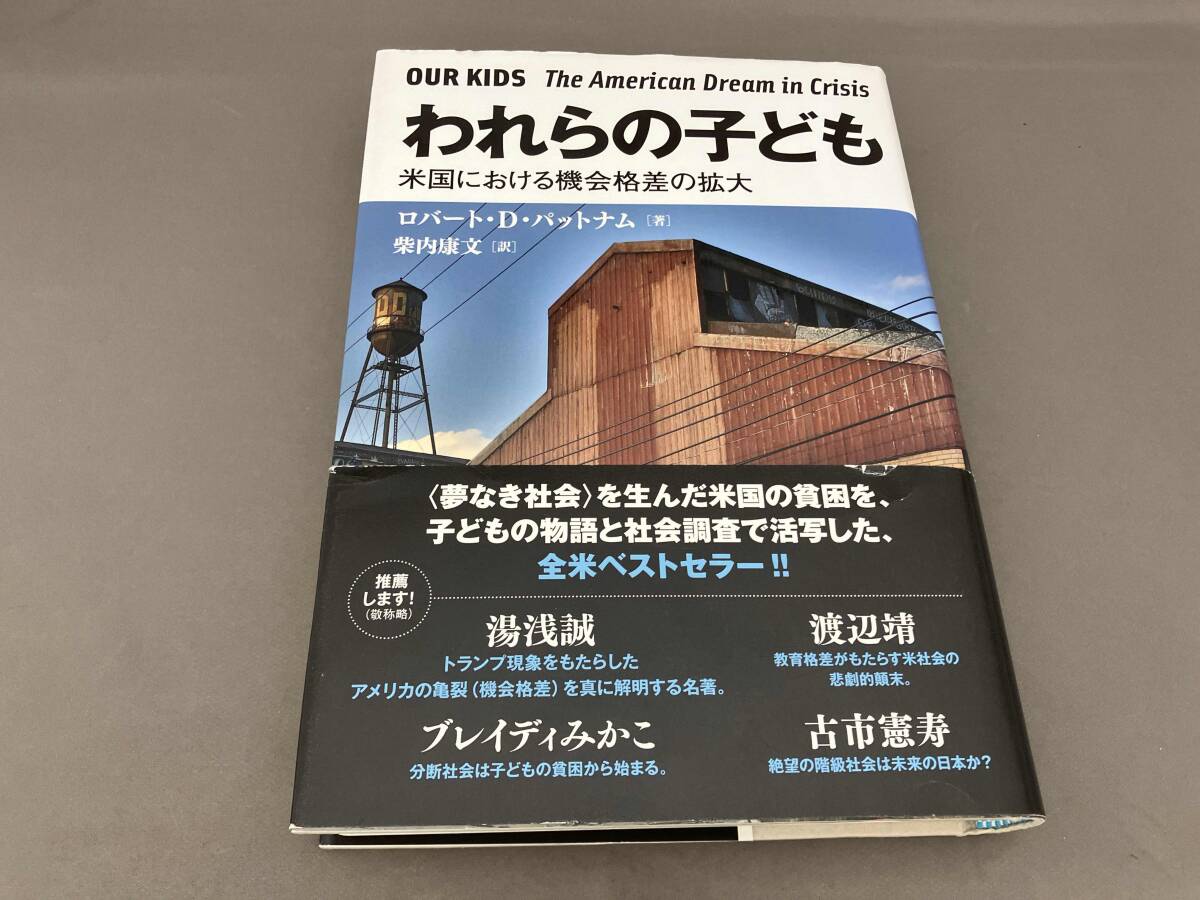 OUR KIDS The American Dream in Crisis
われらの子ども
米国における機会格差の拡大
ロバート・D・パットナム［著］
柴内康文［訳］
〈夢なき社会〉を生んだ米国の貧困を、
子どもの物語と社会調査で活写した、
全米ベストセラー!!
推薦
します!
（敬称略）
湯浅誠
トランプ現象をもたらした
アメリカの亀裂（機会格差）を真に解明する名著。
渡辺靖
教育格差がもたらす米社会の
悲劇的顛末。
ブレイディみかこ
分断社会は子どもの貧困から始まる。
古市憲寿
絶望の階級社会は未来の日本か?